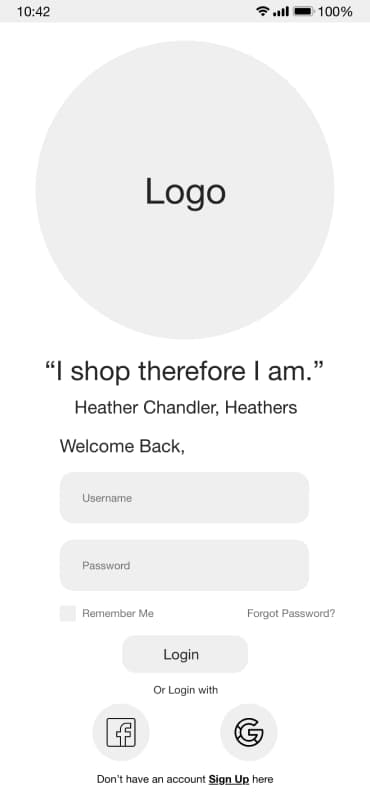 10:42 100%
Logo
“I shop therefore I am.”
Heather Chandler, Heathers
Welcome Back,
Username
Password
Remember Me Forgot Password?
Login
Or Login with
Don't have an account Sign Up here